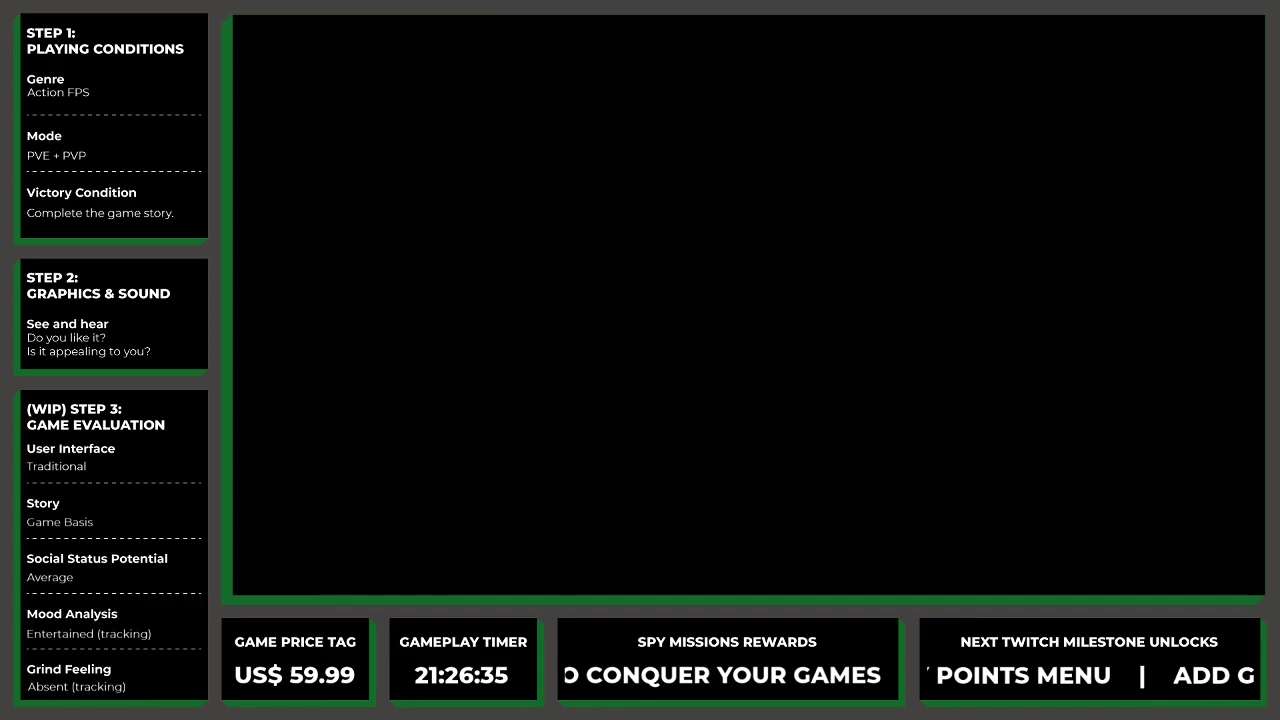 STEP 1:
PLAYING CONDITIONS
Genre
Action FPS
Mode
PVE + PVP
Victory Condition
Complete the game story.
STEP 2:
GRAPHICS & SOUND
See and hear
Do you like it?
Is it appealing to you?
(WIP) STEP 3:
GAME EVALUATION
User Interface
Traditional
Story
Game Basis
Social Status Potential
Average
Mood Analysis
Entertained (tracking)
Grind Feeling
Absent (tracking)
GAME PRICE TAG
US$ 59.99
GAMEPLAY TIMER
21:26:35
SPY MISSIONS REWARDS
O CONQUER YOUR GAMES
NEXT TWITCH MILESTONE UNLOCKS
POINTS MENU | ADD G